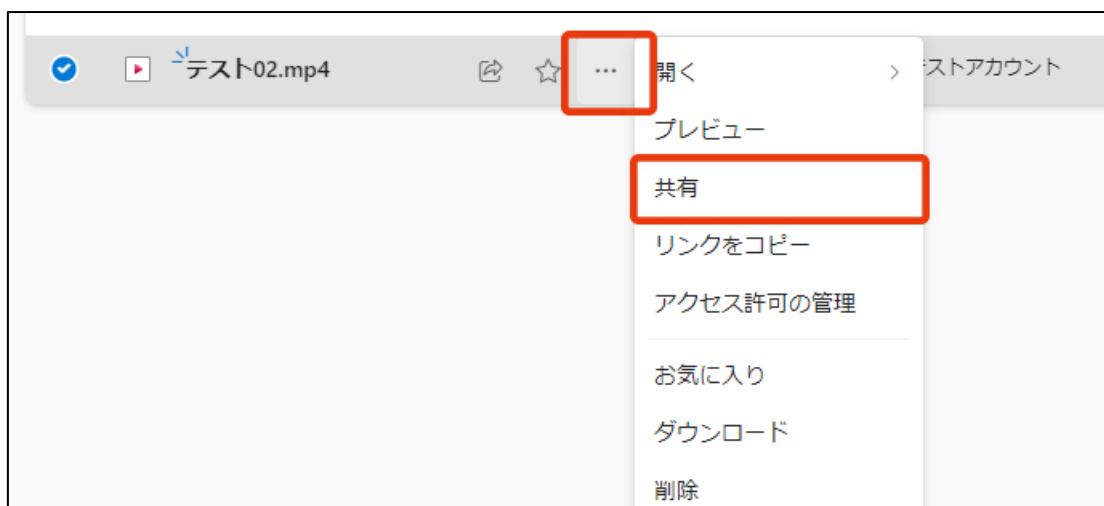 テスト02.mp4
開く
ストアカウント
プレビュー
共有
リンクをコピー
アクセス許可の管理
お気に入り
ダウンロード
削除